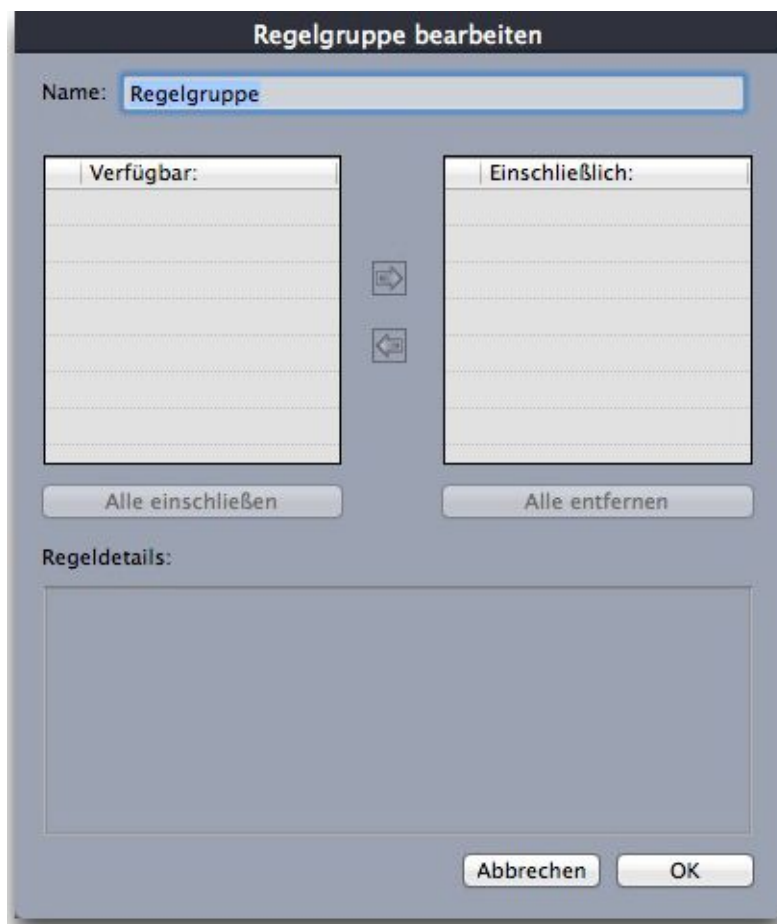 Regelgruppe bearbeiten
Name: Regelgruppe
Verfügbar:
Einschließlich:
Alle einschließen
Alle entfernen
Regeldetails:
Abbrechen
OK